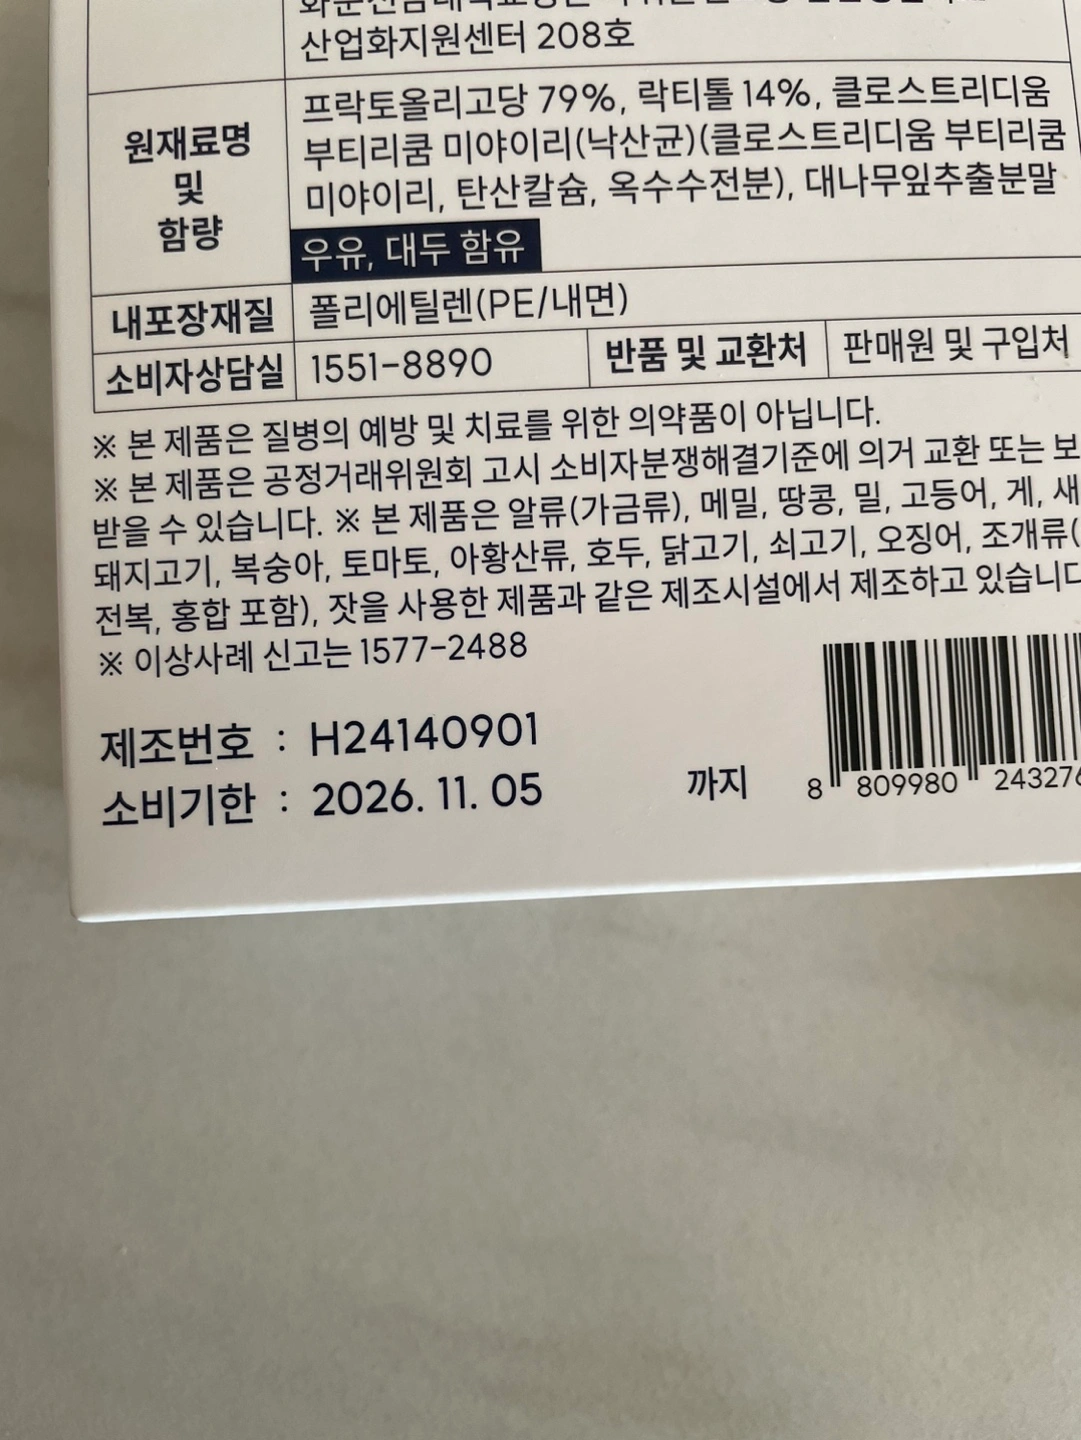 산업화지원센터 208호
원재료명
및
함량
프락토올리고당 79%, 락티톨 14%, 클로스트리디움
부티리쿰 미야이리(낙산균)(클로스트리디움 부티리쿰
미야이리, 탄산칼슘, 옥수수전분), 대나무잎추출분말
우유, 대두 함유
내포장재질 폴리에틸렌(PE/내면)
소비자상담실 1551-8890 반품 및 교환처 판매원 및 구입처
※ 본 제품은 질병의 예방 및 치료를 위한 의약품이 아닙니다.
※ 본 제품은 공정거래위원회 고시 소비자분쟁해결기준에 의거 교환 또는 보
받을 수 있습니다. ※ 본 제품은 알류(가금류), 메밀, 땅콩, 밀, 고등어, 게, 새
돼지고기, 복숭아, 토마토, 아황산류, 호두, 닭고기, 쇠고기, 오징어, 조개류(
전복, 홍합 포함), 잣을 사용한 제품과 같은 제조시설에서 제조하고 있습니다
※ 이상사례 신고는 1577-2488
제조번호 : H24140901
소비기한 : 2026. 11. 05 까지
8 809980 243276